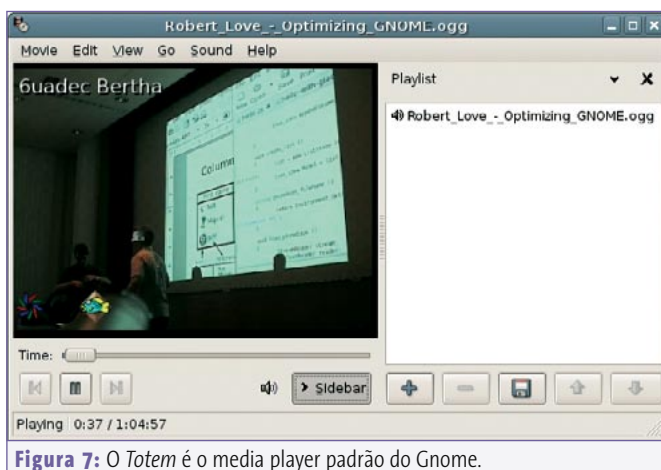 Robert_Love_-_Optimizing_GNOME.ogg
Movie Edit View Go Sound Help
6uadec Bertha
Colum
Playlist
Robert_Love_-_Optimizing_GNOME.ogg
Time:
Sidebar
Playing 0:37 / 1:04:57
Figura 7: O Totem é o media player padrão do Gnome.